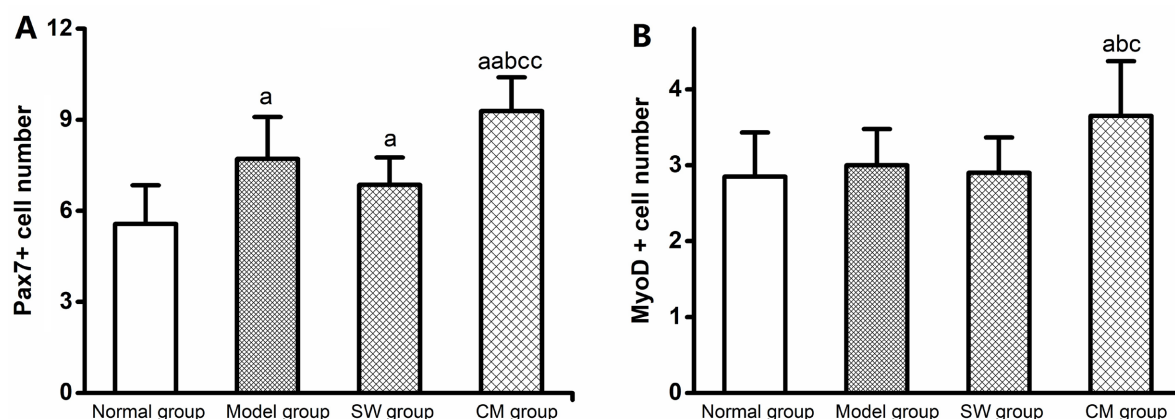 A
Pax7+ cell number
12
9
6
3
0
a
a
aabcc
Normal group
Model group
SW group
CM group
B
MyoD + cell number
4
3
2
1
0
abc
Normal group
Model group
SW group
CM group